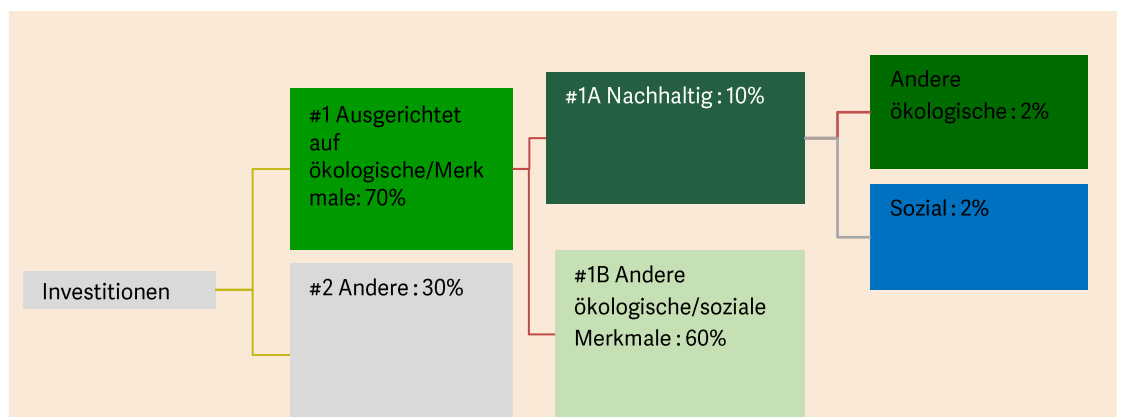 Investitionen
#1 Ausgerichtet
auf
ökologische/Merk
male: 70%
#2 Andere : 30%
#1A Nachhaltig : 10%
#1B Andere
ökologische/soziale
Merkmale : 60%
Andere
ökologische : 2%
Sozial : 2%